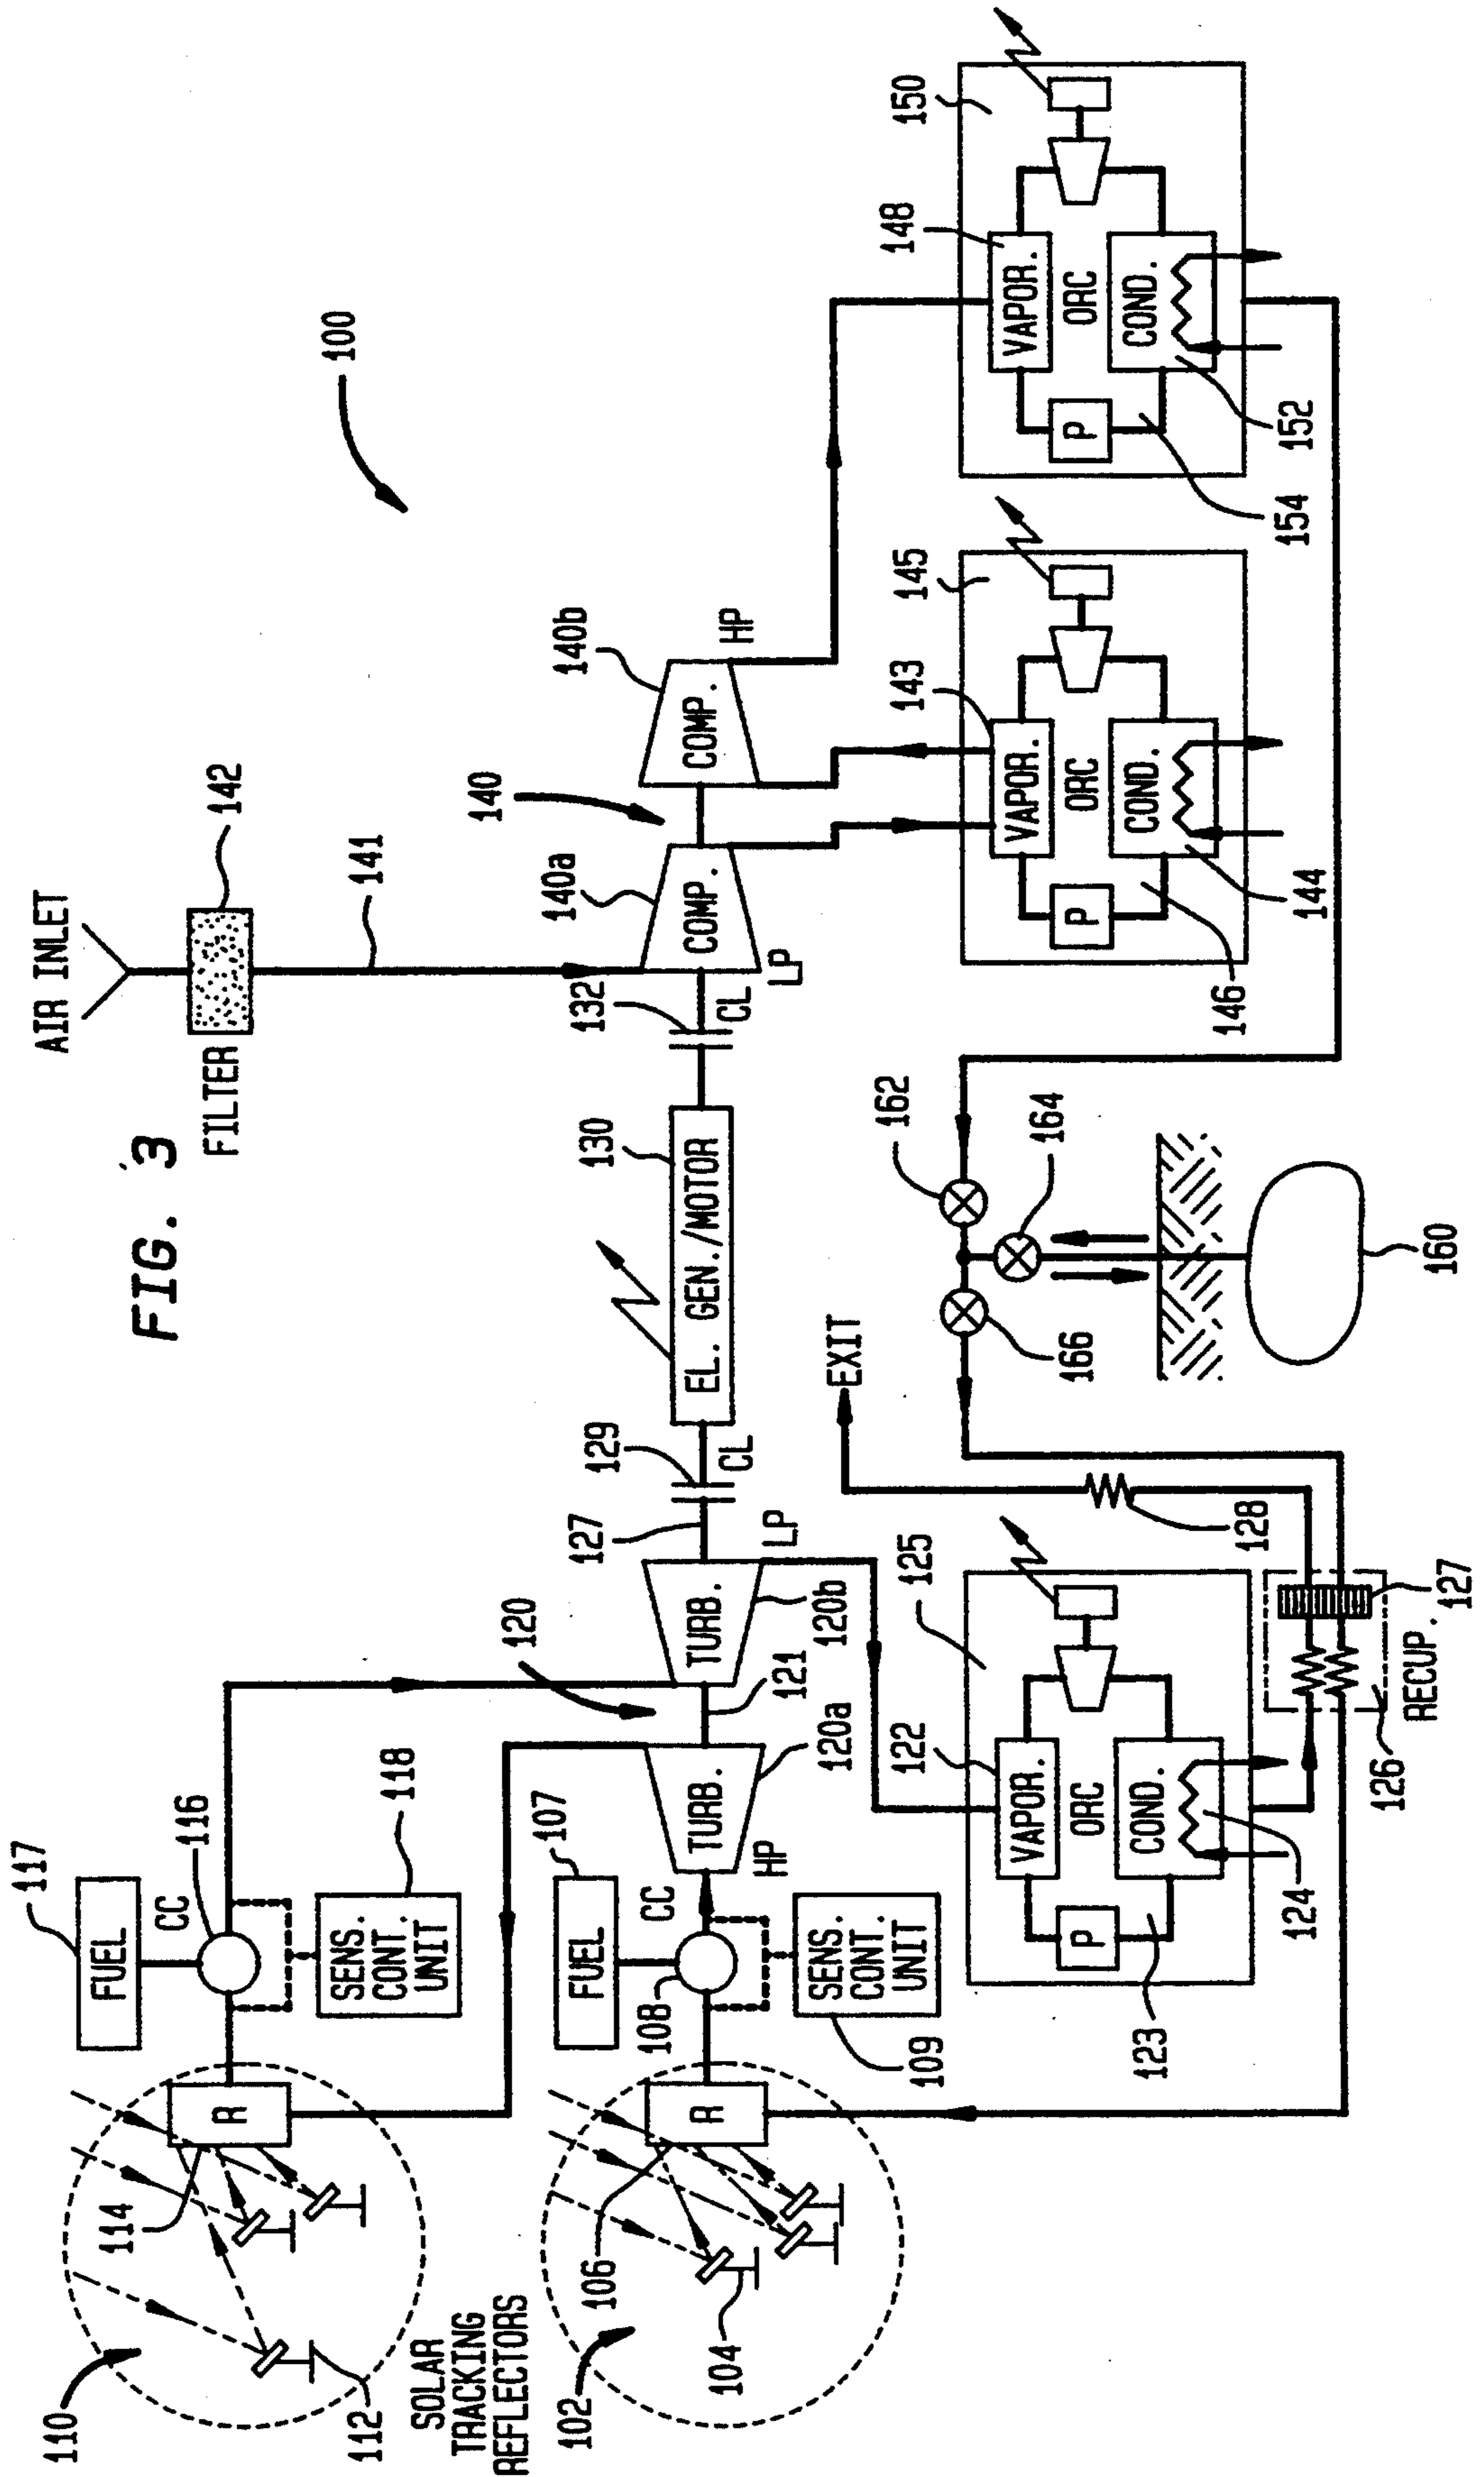 FIG. 3
100
AIR INLET
FILTER
142
141
140
140a
COMP.
LP
140b
COMP.
HP
132
CL
130
EL. GEN./MOTOR
129
CL
127
LP
TURB.
120b
120
121
TURB.
120a
HP
117
FUEL
CC
116
SENS.
CONT.
UNIT
118
107
FUEL
CC
108
SENS.
CONT.
UNIT
109
R
114
110
112
SOLAR
TRACKING
REFLECTORS
R
106
102
104
122
VAPOR.
ORC
COND.
P
123
124
125
126
RECUP.
127
128
EXIT
166
162
164
160
143
VAPOR.
ORC
COND.
P
145
144
146
148
VAPOR.
ORC
COND.
P
150
152
154